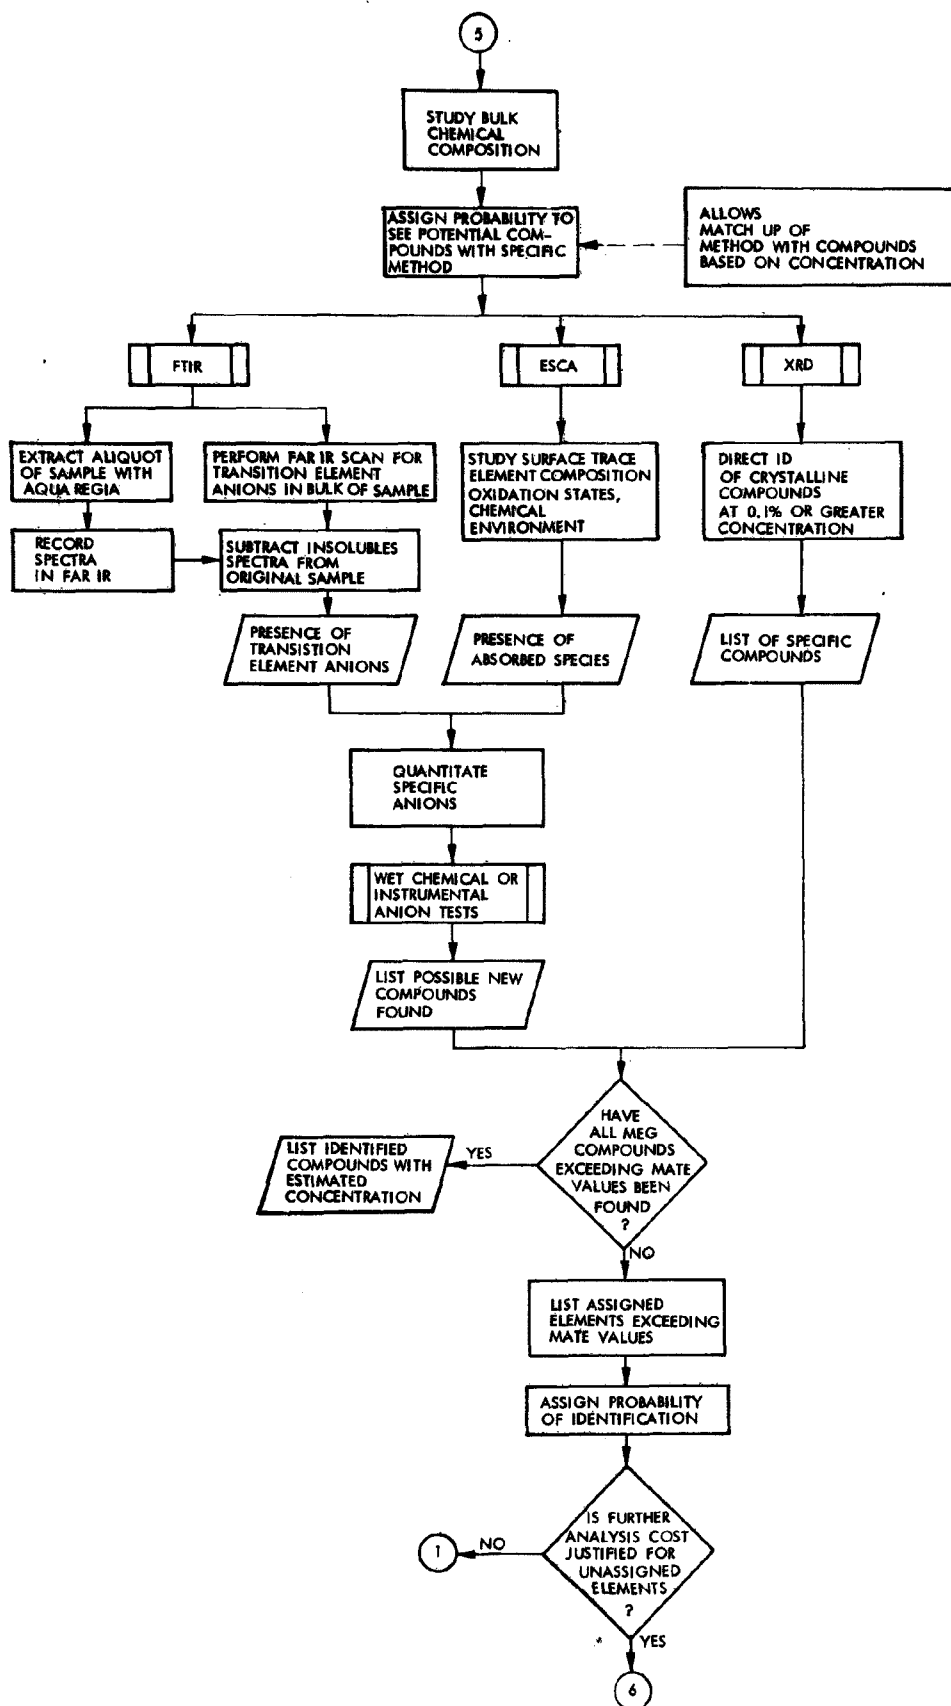 5
STUDY BULK
CHEMICAL
COMPOSITION
ASSIGN PROBABILITY TO
SEE POTENTIAL COM-
POUNDS WITH SPECIFIC
METHOD
ALLOWS
MATCH UP OF
METHOD WITH COMPOUNDS
BASED ON CONCENTRATION
FTIR
ESCA
XRD
EXTRACT ALIQUOT
OF SAMPLE WITH
AQUA REGIA
PERFORM FAR IR SCAN FOR
TRANSITION ELEMENT
ANIONS IN BULK OF SAMPLE
STUDY SURFACE TRACE
ELEMENT COMPOSITION
OXIDATION STATES,
CHEMICAL
ENVIRONMENT
DIRECT ID
OF CRYSTALLINE
COMPOUNDS
AT 0.1% OR GREATER
CONCENTRATION
RECORD
SPECTRA
IN FAR IR
SUBTRACT INSOLUBLES
SPECTRA FROM
ORIGINAL SAMPLE
PRESENCE OF
TRANSISTION
ELEMENT ANIONS
PRESENCE OF
ABSORBED SPECIES
LIST OF SPECIFIC
COMPOUNDS
QUANTITATE
SPECIFIC
ANIONS
WET CHEMICAL OR
INSTRUMENTAL
ANION TESTS
LIST POSSIBLE NEW
COMPOUNDS
FOUND
HAVE
ALL MEG
COMPOUNDS
EXCEEDING MATE
VALUES BEEN
FOUND
?
YES
LIST IDENTIFIED
COMPOUNDS WITH
ESTIMATED
CONCENTRATION
NO
LIST ASSIGNED
ELEMENTS EXCEEDING
MATE VALUES
ASSIGN PROBABILITY
OF IDENTIFICATION
IS FURTHER
ANALYSIS COST
JUSTIFIED FOR
UNASSIGNED
ELEMENTS
?
NO
1
YES
6